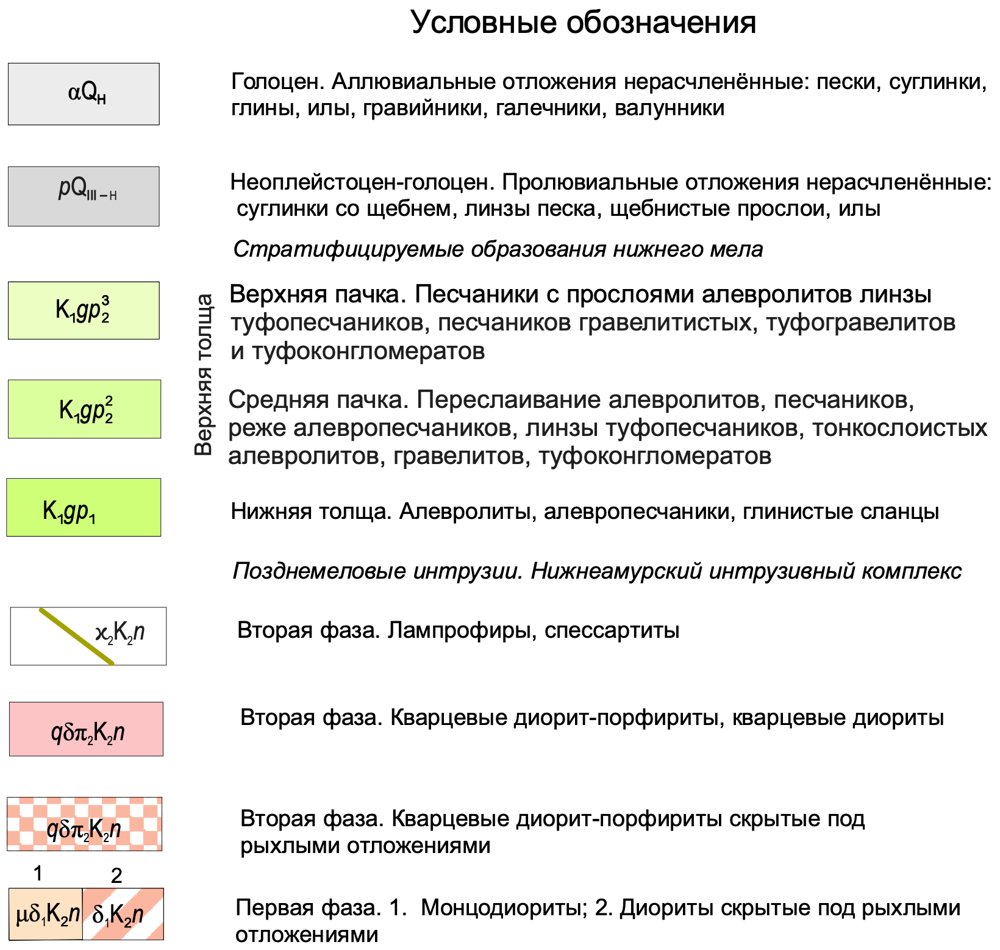 Условные обозначения
αQH
Голоцен. Аллювиальные отложения нерасчленённые: пески, суглинки,
глины, илы, гравийники, галечники, валунники
pQIII – H
Неоплейстоцен-голоцен. Пролювиальные отложения нерасчленённые:
суглинки со щебнем, линзы песка, щебнистые прослои, илы
Стратифицируемые образования нижнего мела
Верхняя толща
K₁gp₂³
Верхняя пачка. Песчаники с прослоями алевролитов линзы
туфопесчаников, песчаников гравелитистых, туфогравелитов
и туфоконгломератов
K₁gp₂²
Средняя пачка. Переслаивание алевролитов, песчаников,
реже алевропесчаников, линзы туфопесчаников, тонкослоистых
алевролитов, гравелитов, туфоконгломератов
K₁gp₁
Нижняя толща. Алевролиты, алевропесчаники, глинистые сланцы
Позднемеловые интрузии. Нижнеамурский интрузивный комплекс
ϰ₂K₂n
Вторая фаза. Лампрофиры, спессартиты
qδπ₂K₂n
Вторая фаза. Кварцевые диорит-порфириты, кварцевые диориты
qδπ₂K₂n
Вторая фаза. Кварцевые диорит-порфириты скрытые под
рыхлыми отложениями
1 2
μδ₁K₂n δ₁K₂n
Первая фаза. 1. Монцодиориты; 2. Диориты скрытые под рыхлыми
отложениями